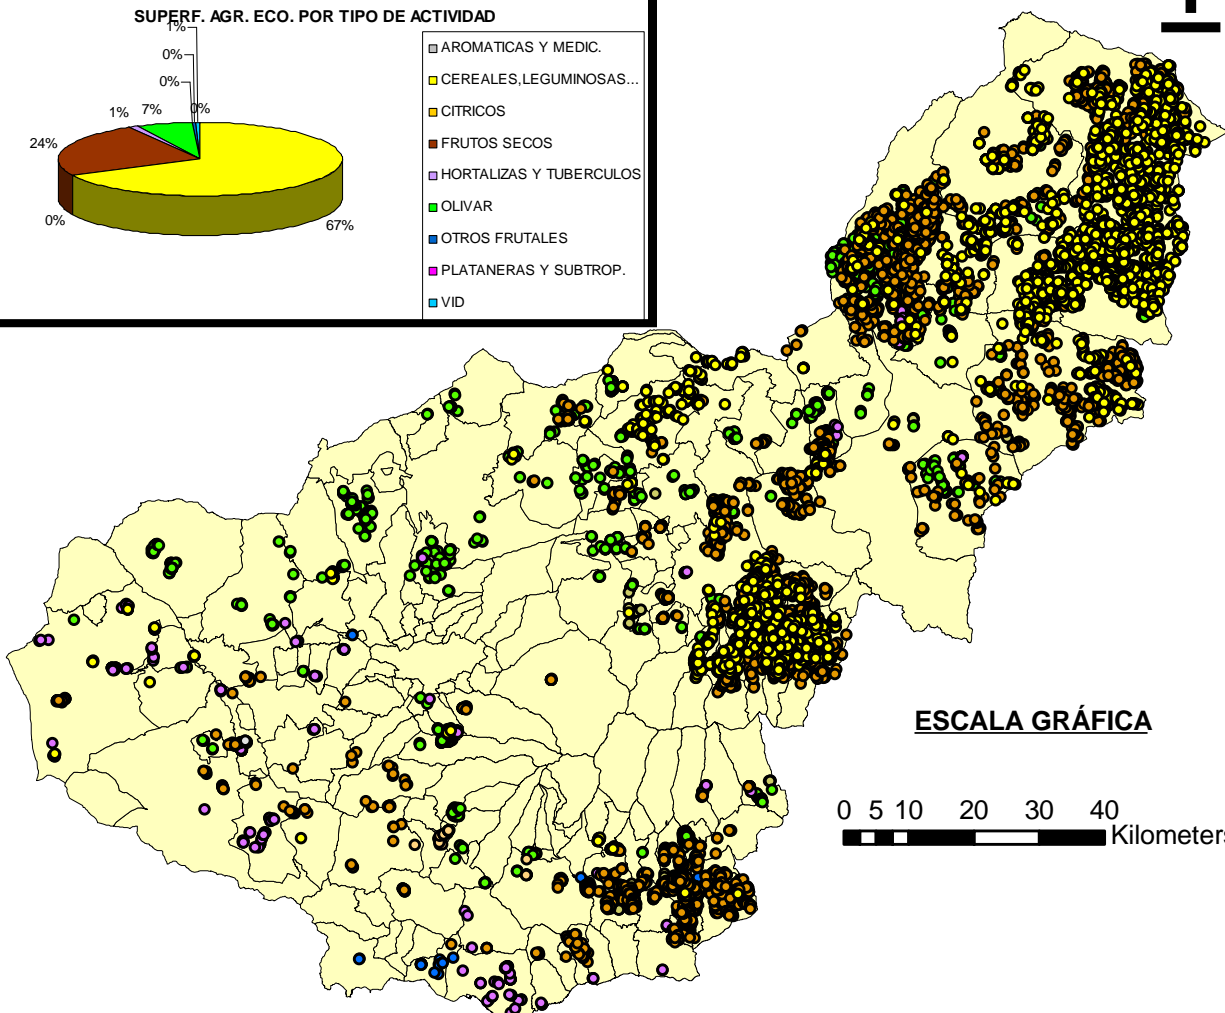 SUPERF. AGR. ECO. POR TIPO DE ACTIVIDAD
1%
0%
0%
1%
7%
0%
24%
0%
67%
AROMATICAS Y MEDIC.
CEREALES,LEGUMINOSAS...
CITRICOS
FRUTOS SECOS
HORTALIZAS Y TUBERCULOS
OLIVAR
OTROS FRUTALES
PLATANERAS Y SUBTROP.
VID
ESCALA GRÁFICA
0 5 10 20 30 40
Kilometers